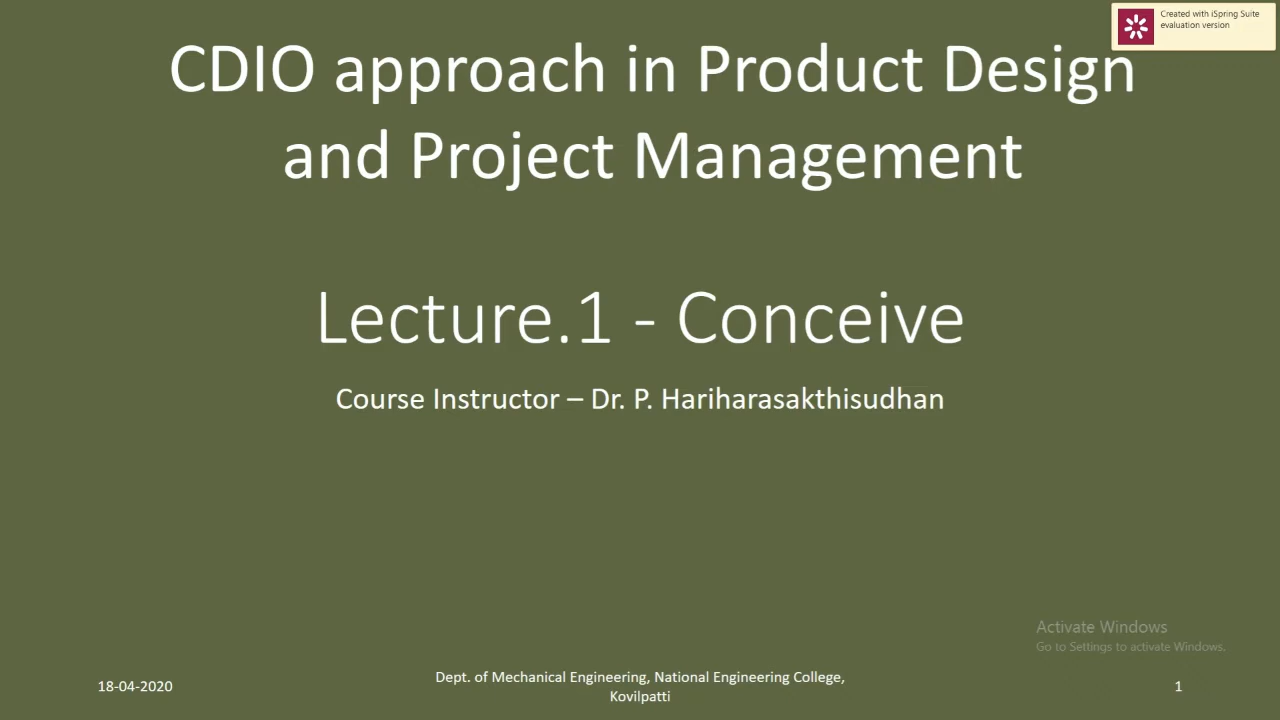 Created with iSpring Suite
evaluation version
CDIO approach in Product Design
and Project Management
Lecture.1 - Conceive
Course Instructor – Dr. P. Hariharasakthisudhan
Activate Windows
Go to Settings to activate Windows.
18-04-2020
Dept. of Mechanical Engineering, National Engineering College,
Kovilpatti
1